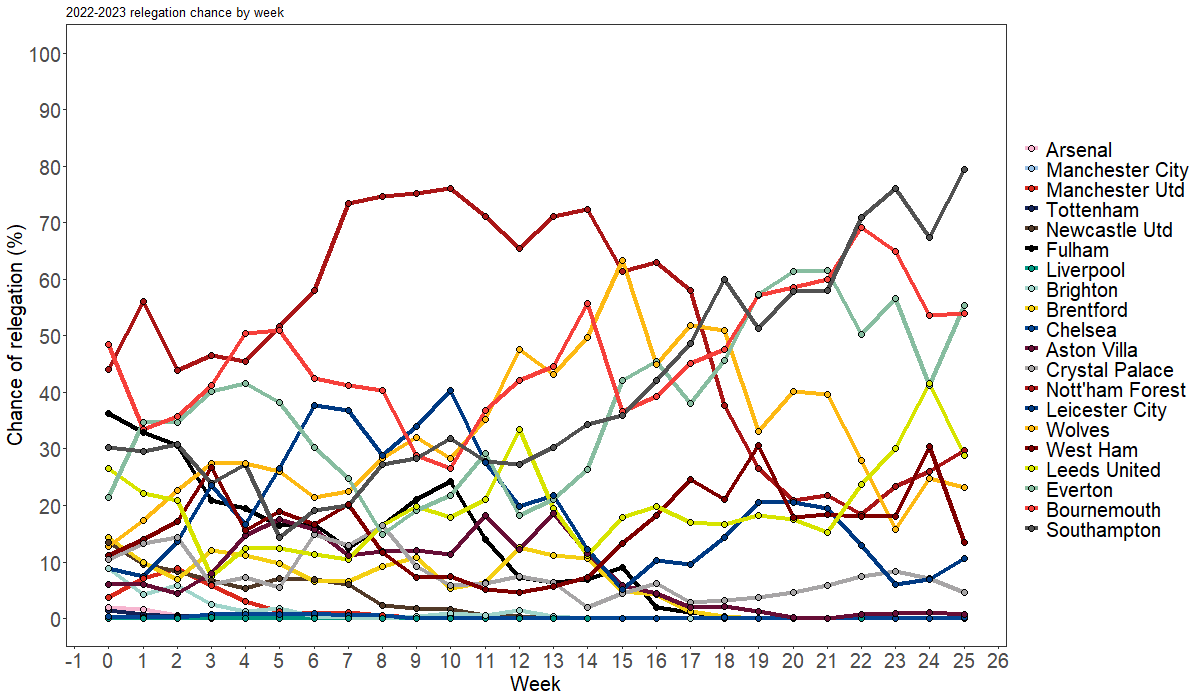 2022-2023 relegation chance by week
Chance of relegation (%)
100
90
80
70
60
50
40
30
20
10
0
-1 0 1 2 3 4 5 6 7 8 9 10 11 12 13 14 15 16 17 18 19 20 21 22 23 24 25 26
Week
Arsenal
Manchester City
Manchester Utd
Tottenham
Newcastle Utd
Fulham
Liverpool
Brighton
Brentford
Chelsea
Aston Villa
Crystal Palace
Nott'ham Forest
Leicester City
Wolves
West Ham
Leeds United
Everton
Bournemouth
Southampton